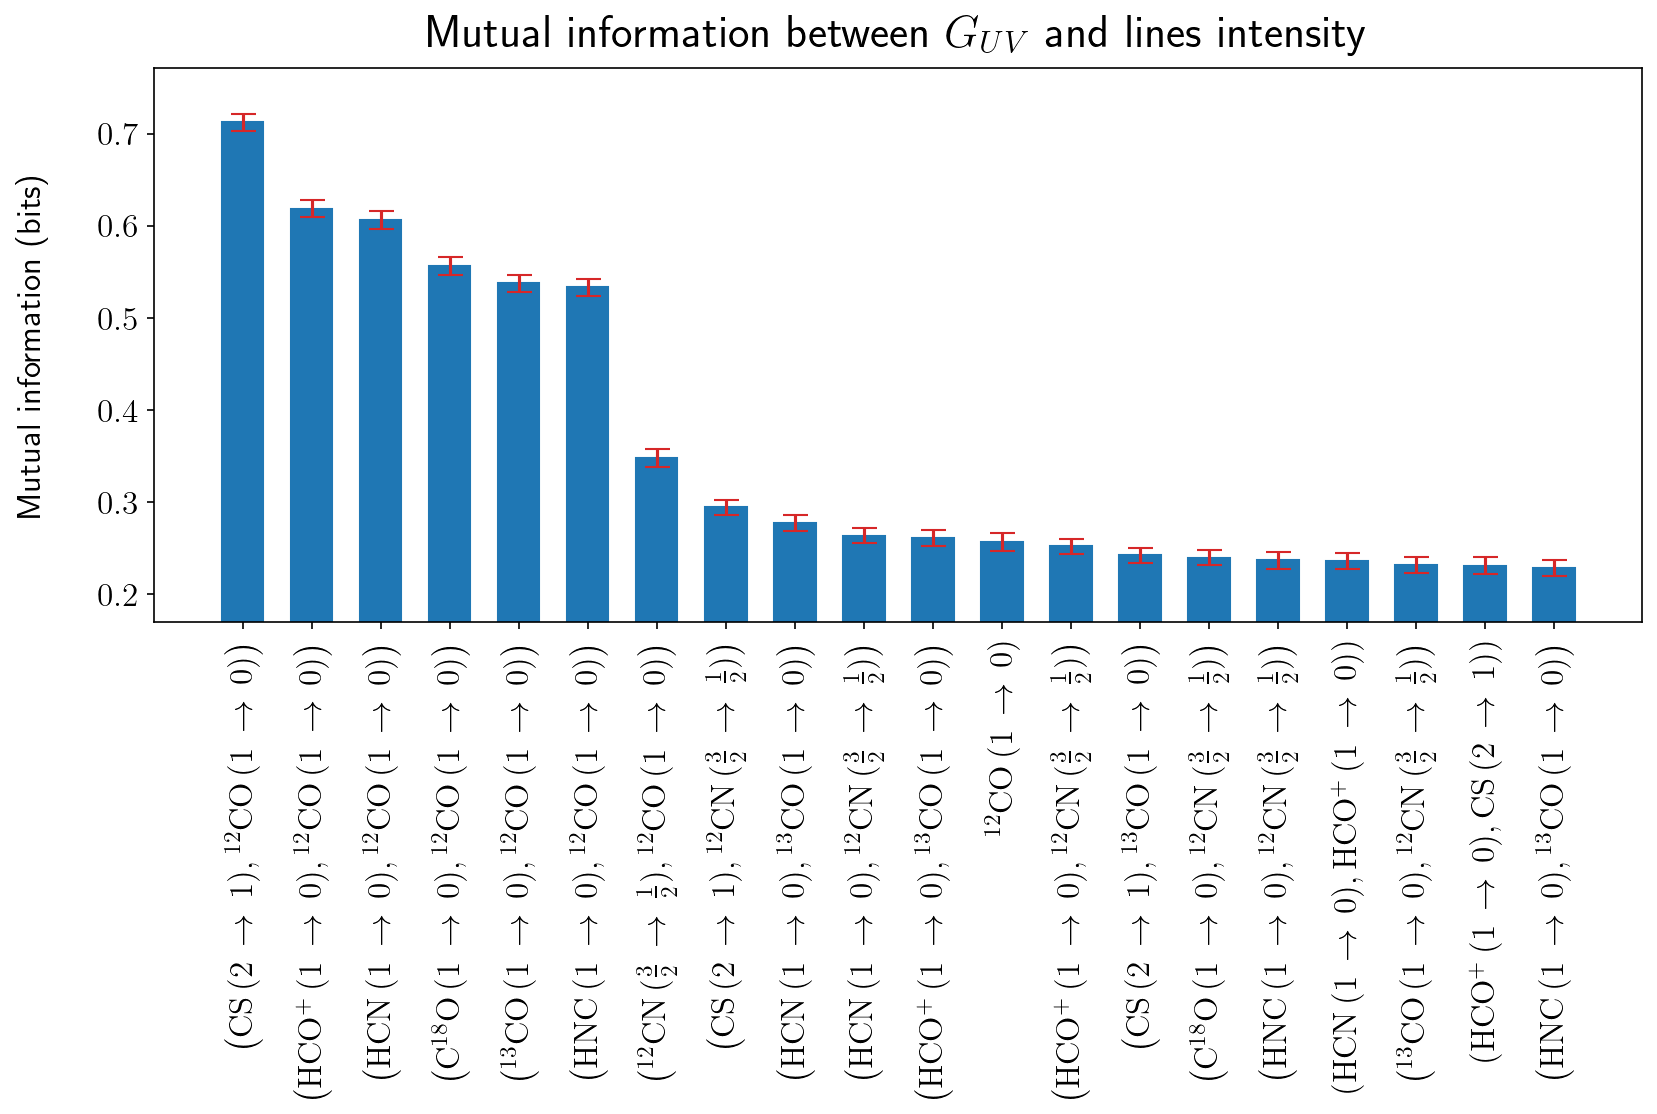 Mutual information between G_{UV} and lines intensity
Mutual information (bits)
0.7
0.6
0.5
0.4
0.3
0.2
(CS (2 → 1), ¹²CO (1 → 0))
(HCO⁺ (1 → 0), ¹²CO (1 → 0))
(HCN (1 → 0), ¹²CO (1 → 0))
(C¹⁸O (1 → 0), ¹²CO (1 → 0))
(¹³CO (1 → 0), ¹²CO (1 → 0))
(HNC (1 → 0), ¹²CO (1 → 0))
(¹²CN (3/2 → 1/2), ¹²CO (1 → 0))
(CS (2 → 1), ¹²CN (3/2 → 1/2))
(HCN (1 → 0), ¹³CO (1 → 0))
(HCN (1 → 0), ¹²CN (3/2 → 1/2))
(HCO⁺ (1 → 0), ¹³CO (1 → 0))
¹²CO (1 → 0)
(HCO⁺ (1 → 0), ¹²CN (3/2 → 1/2))
(CS (2 → 1), ¹³CO (1 → 0))
(C¹⁸O (1 → 0), ¹²CN (3/2 → 1/2))
(HNC (1 → 0), ¹²CN (3/2 → 1/2))
(HCN (1 → 0), HCO⁺ (1 → 0))
(¹³CO (1 → 0), ¹²CN (3/2 → 1/2))
(HCO⁺ (1 → 0), CS (2 → 1))
(HNC (1 → 0), ¹³CO (1 → 0))